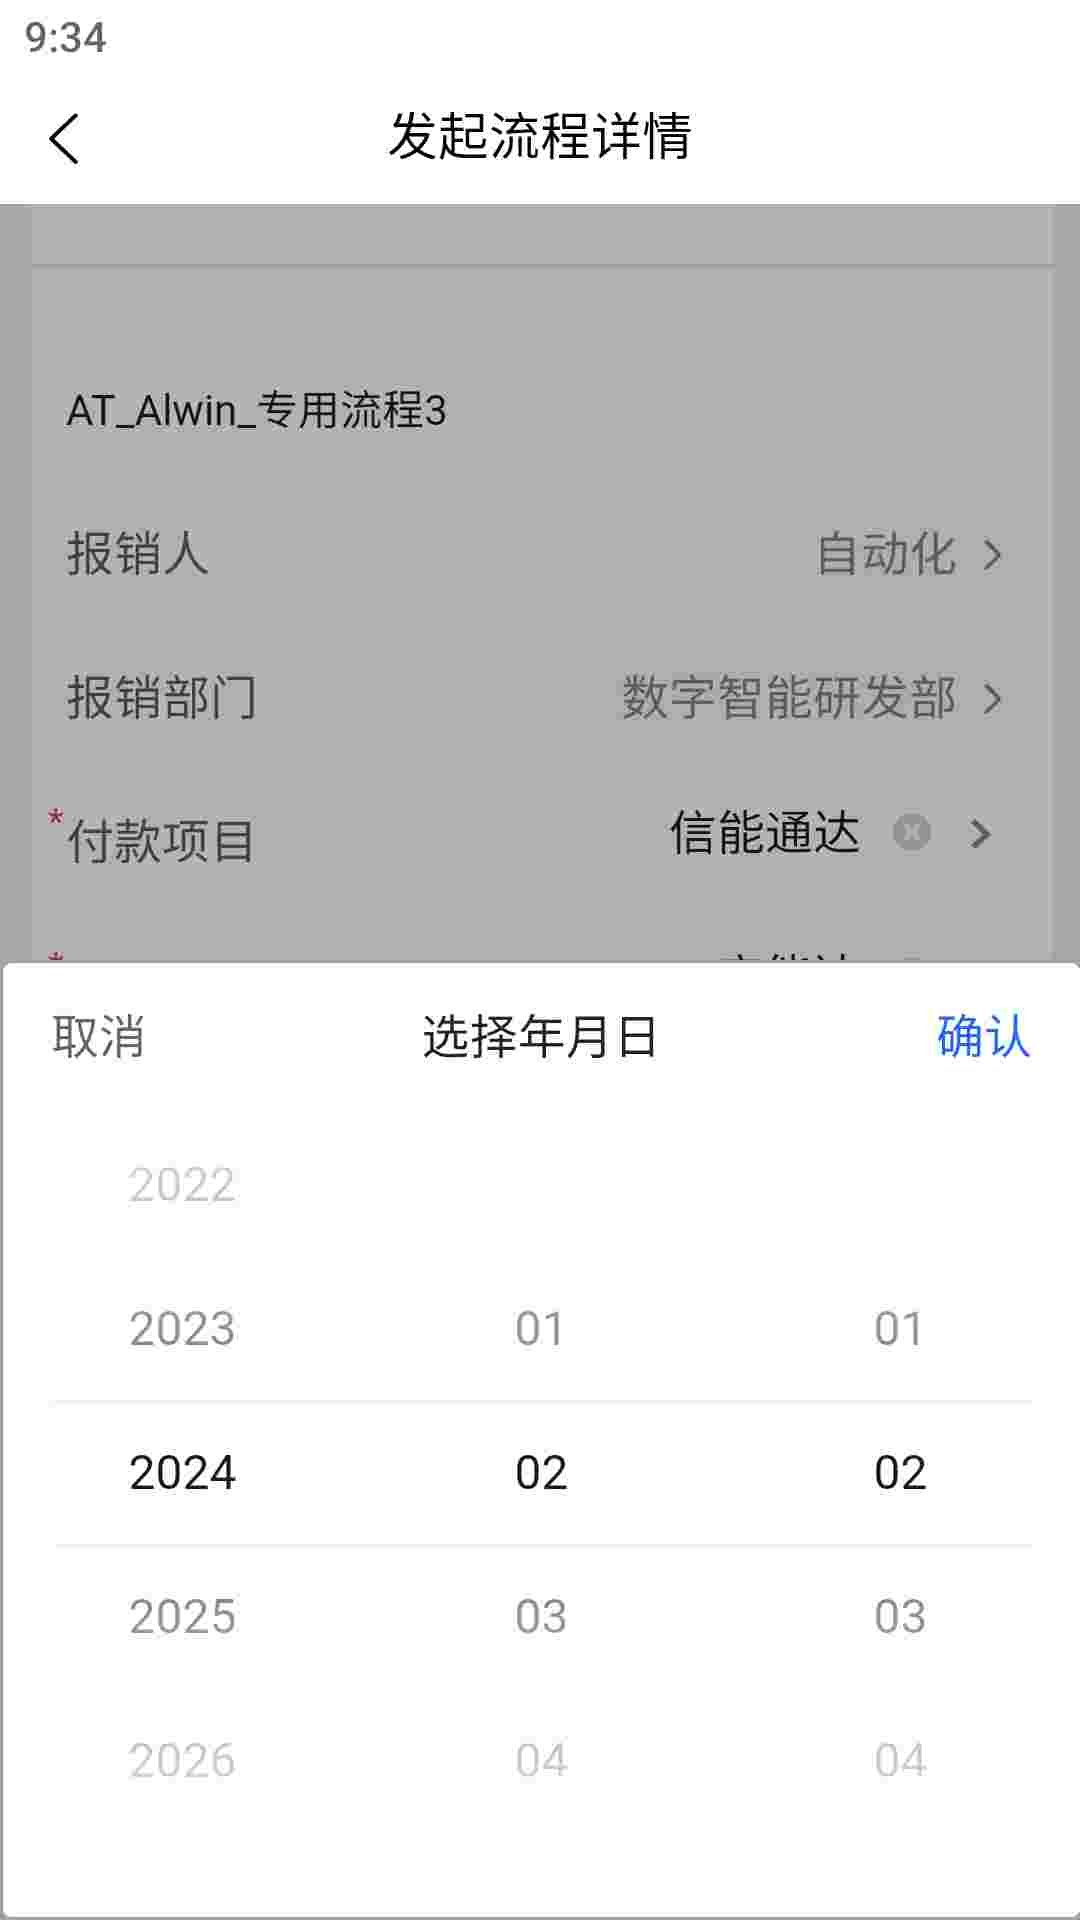 9:34
发起流程详情
AT_Alwin_专用流程3
报销人 自动化
报销部门 数字智能研发部
*付款项目 信能通达
*
取消 选择年月日 确认
2022
2023 01 01
2024 02 02
2025 03 03
2026 04 04